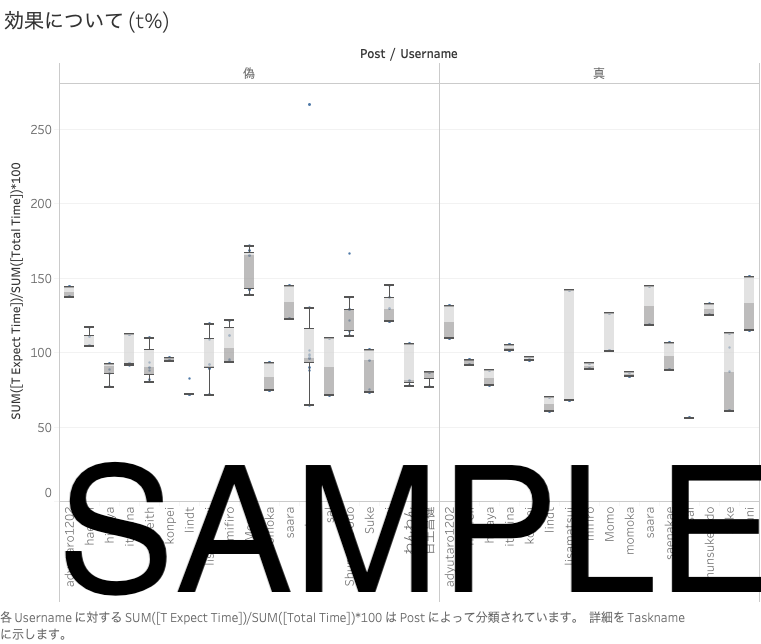 効果について (t%)
Post / Username
偽 真
SUM([T Expect Time])/SUM([Total Time])*100
250
200
150
100
50
0
konpei
lindt
saara
Suke
adyutaro1202
lindt
lisamatsui
Momo
momoka
saara
saenakae
SAMPLE
各 Username に対する SUM([T Expect Time])/SUM([Total Time])*100 は Post によって分類されています。 詳細を Taskname
に示します。